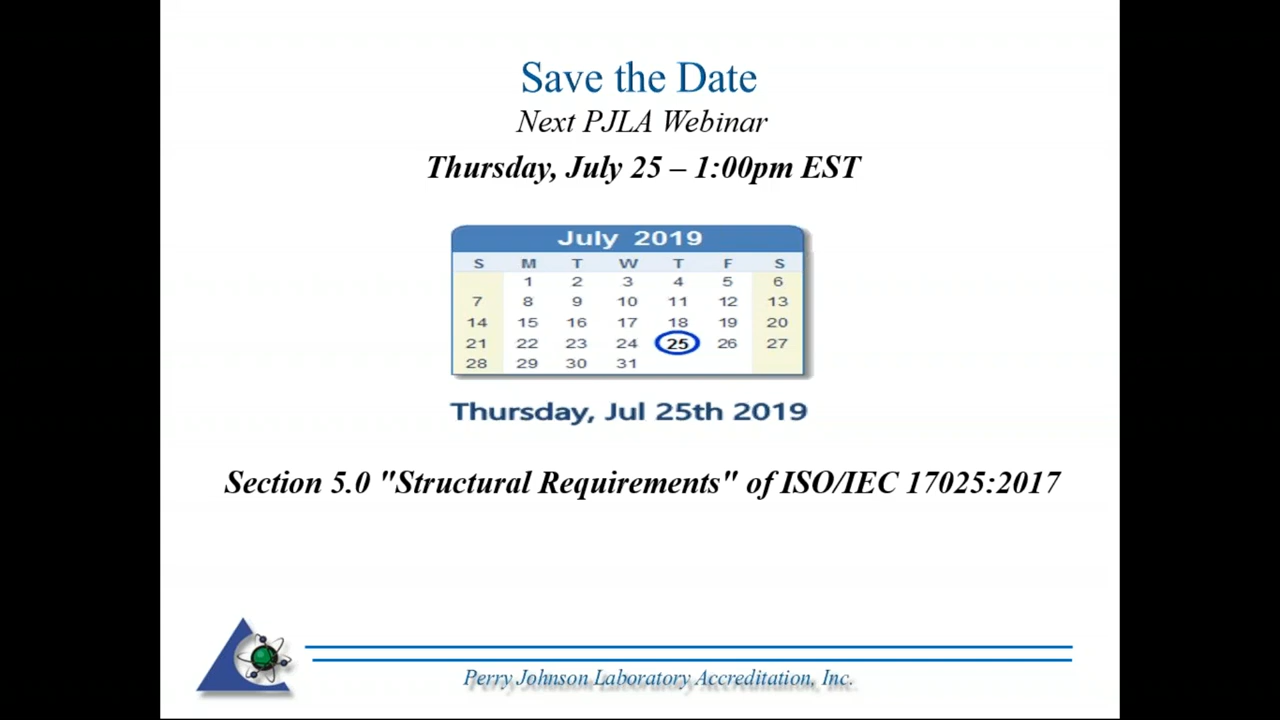 Save the Date
Next PJLA Webinar
Thursday, July 25 – 1:00pm EST
July 2019
S M T W T F S
1 2 3 4 5 6
7 8 9 10 11 12 13
14 15 16 17 18 19 20
21 22 23 24 25 26 27
28 29 30 31
Thursday, Jul 25th 2019
Section 5.0 "Structural Requirements" of ISO/IEC 17025:2017
Perry Johnson Laboratory Accreditation, Inc.